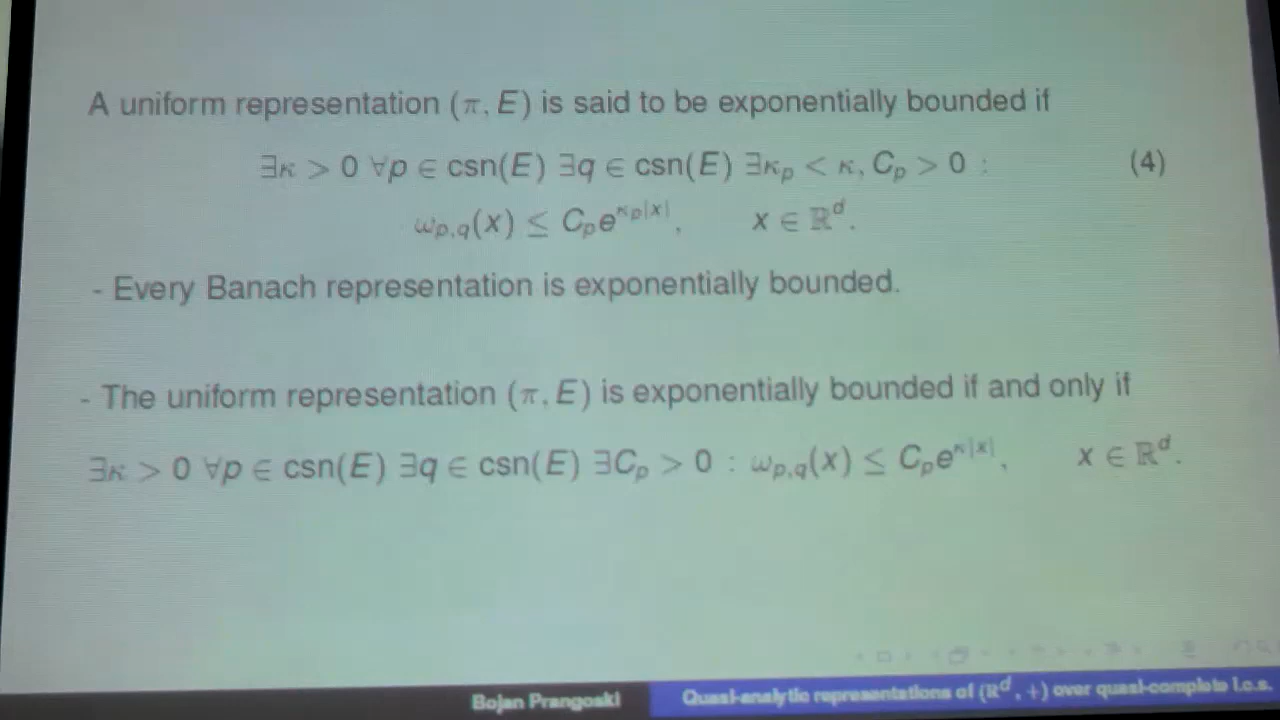 A uniform representation (π, E) is said to be exponentially bounded if
∃κ > 0 ∀p ∈ csn(E) ∃q ∈ csn(E) ∃κ_p < κ, C_p > 0 : (4)
ω_{p,q}(x) ≤ C_p e^{κ_p|x|}, x ∈ ℝ^d.
- Every Banach representation is exponentially bounded.
- The uniform representation (π, E) is exponentially bounded if and only if
∃κ > 0 ∀p ∈ csn(E) ∃q ∈ csn(E) ∃C_p > 0 : ω_{p,q}(x) ≤ C_p e^{κ|x|}, x ∈ ℝ^d.
Bojan Prangoski Quasi-analytic representations of (ℝ^d, +) over quasi-complete l.c.s.